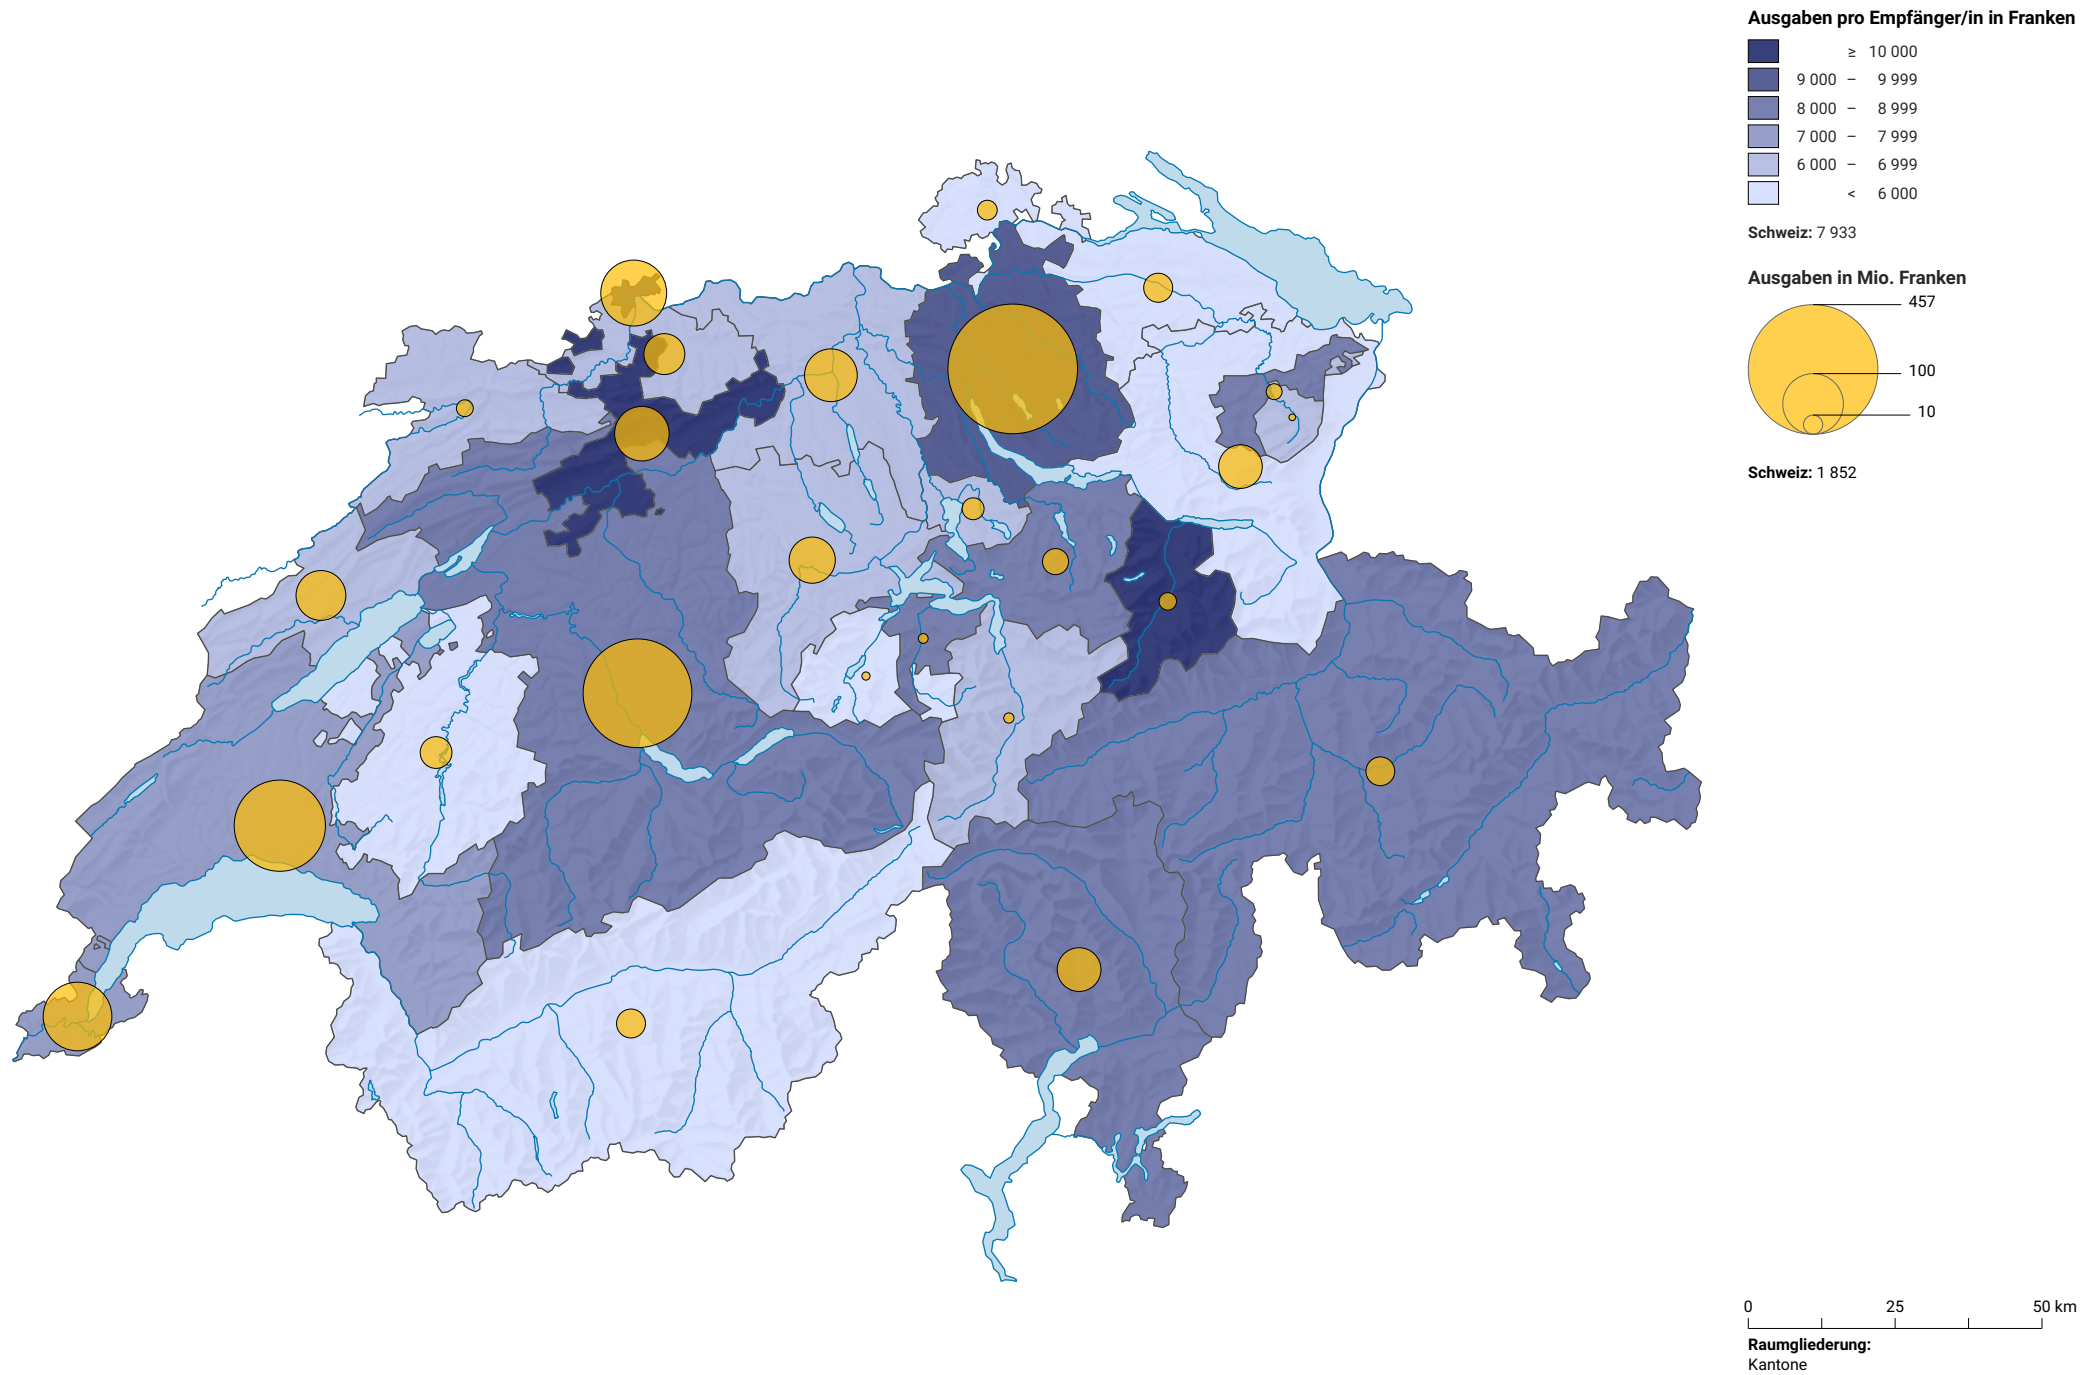 Ausgaben pro Empfänger/in in Franken
≥ 10 000
9 000 – 9 999
8 000 – 8 999
7 000 – 7 999
6 000 – 6 999
< 6 000
Schweiz: 7 933
Ausgaben in Mio. Franken
457
100
10
Schweiz: 1 852
0 25 50 km
Raumgliederung:
Kantone